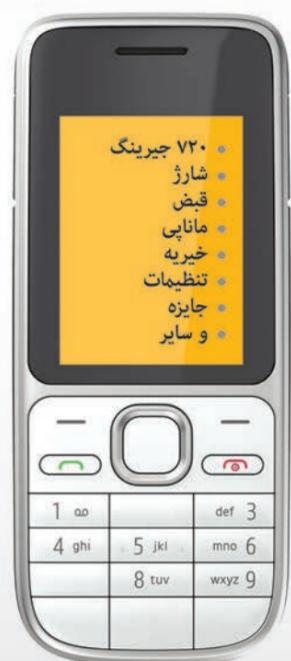 ۷۲۰ جیرینگ
شارژ
قبض
ماناپی
خیریه
تنظیمات
جایزه
و سایر
1
def 3
4 ghi
5 jkl
mno 6
8 tuv
wxyz 9